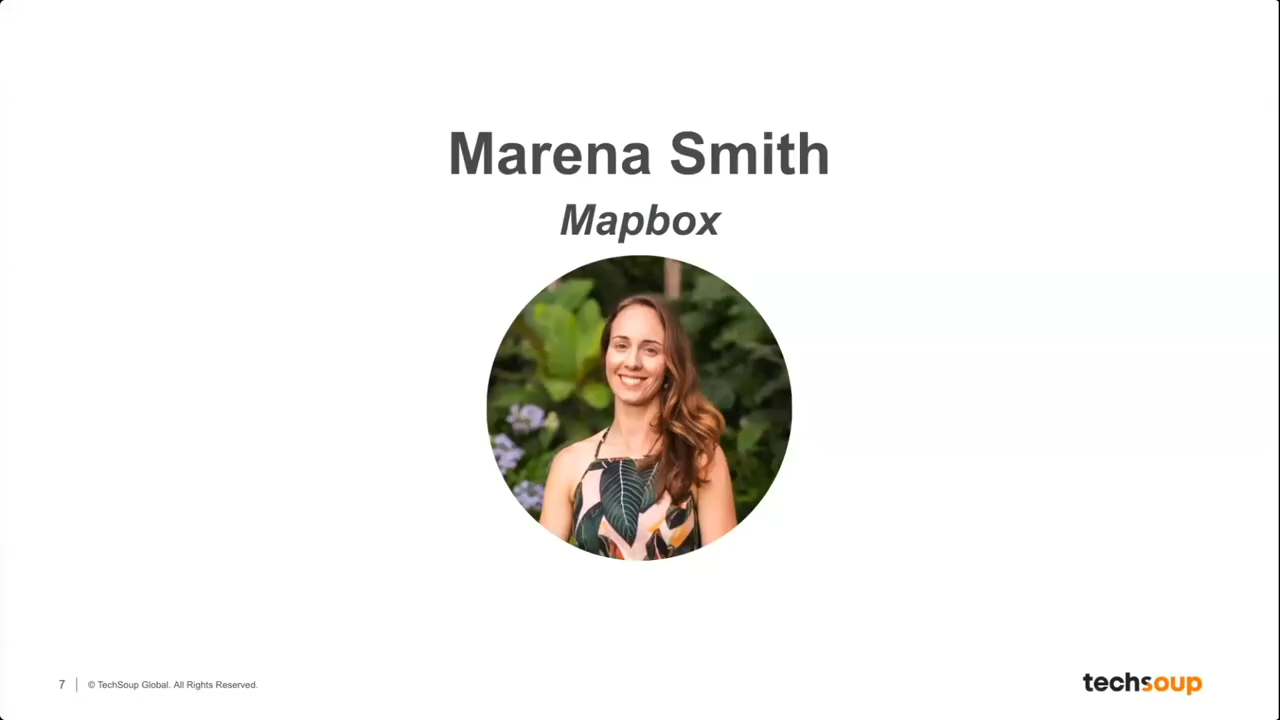 Marena Smith
Mapbox
7
© TechSoup Global. All Rights Reserved.
techsoup